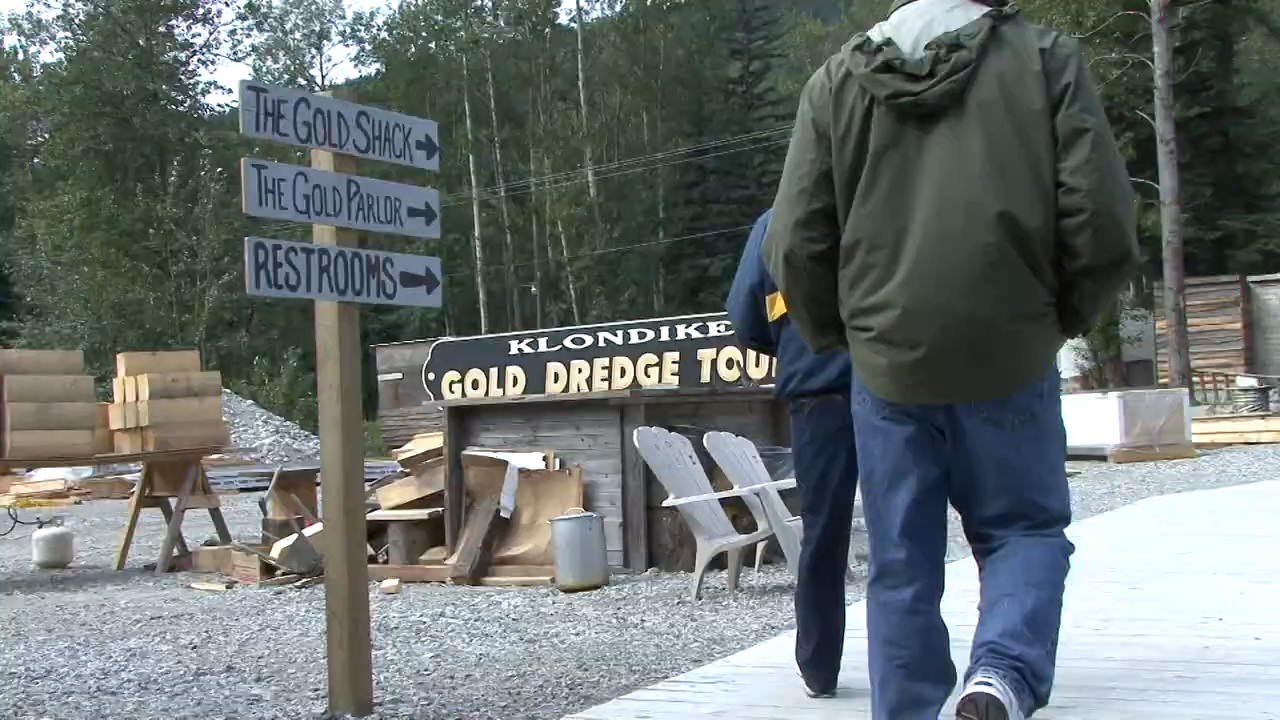 THE GOLD SHACK
THE GOLD PARLOR
RESTROOMS
KLONDIKE
GOLD DREDGE TOU